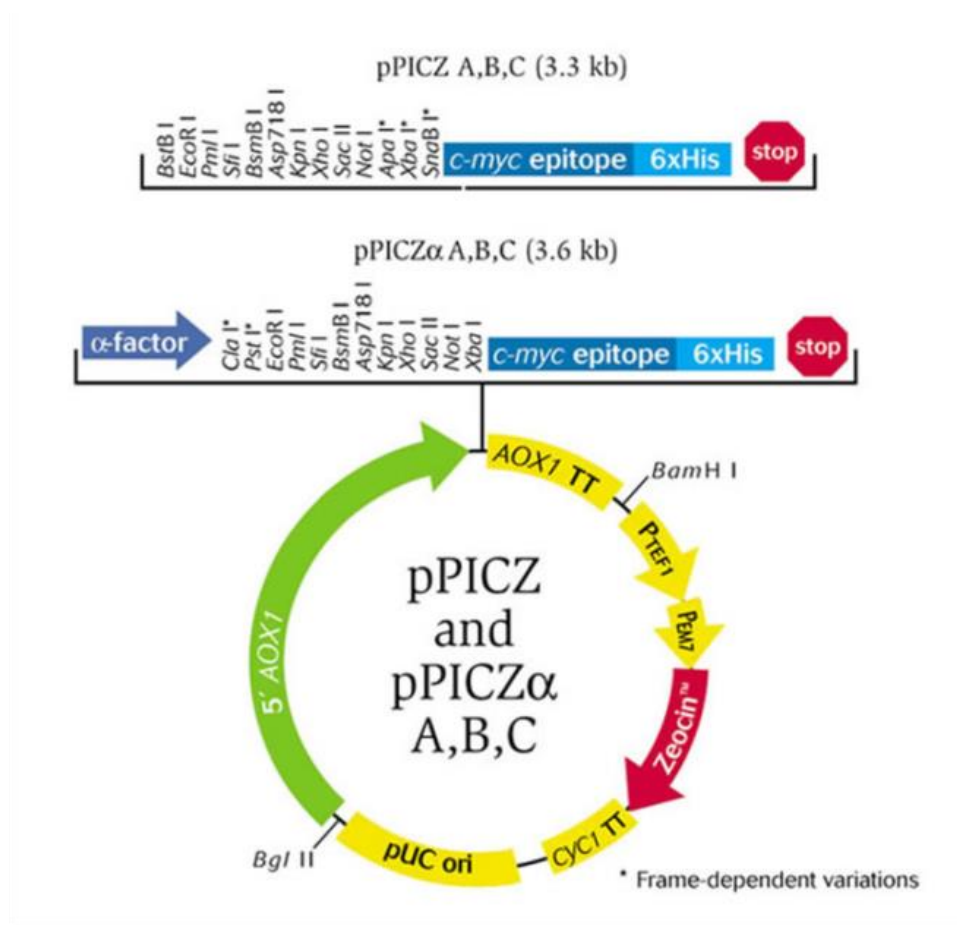 pPICZ A,B,C (3.3 kb)
BstB I
EcoR I
Pml I
Sfi I
BsmB I
Asp718 I
Kpn I
Xho I
Sac II
Not I
Apa I*
Xba I*
SnaB I*
c-myc epitope
6xHis
stop
pPICZα A,B,C (3.6 kb)
α-factor
Cla I*
Pst I*
EcoR I
Pml I
Sfi I
BsmB I
Asp718 I
Kpn I
Xho I
Sac II
Not I
Xba I
c-myc epitope
6xHis
stop
AOX1 TT
BamH I
PTEF1
PEM7
Zeocin™
CYC1 TT
pUC ori
Bgl II
5´ AOX1
pPICZ
and
pPICZα
A,B,C
* Frame-dependent variations